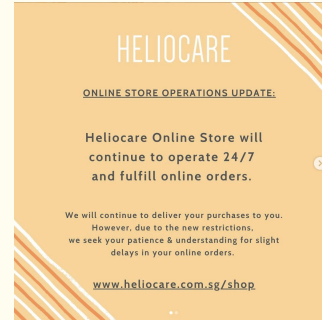 HELIOCARE
ONLINE STORE OPERATIONS UPDATE:
Heliocare Online Store will
continue to operate 24/7
and fulfill online orders.
We will continue to deliver your purchases to you.
However, due to the new restrictions,
we seek your patience & understanding for slight
delays in your online orders.
www.heliocare.com.sg/shop